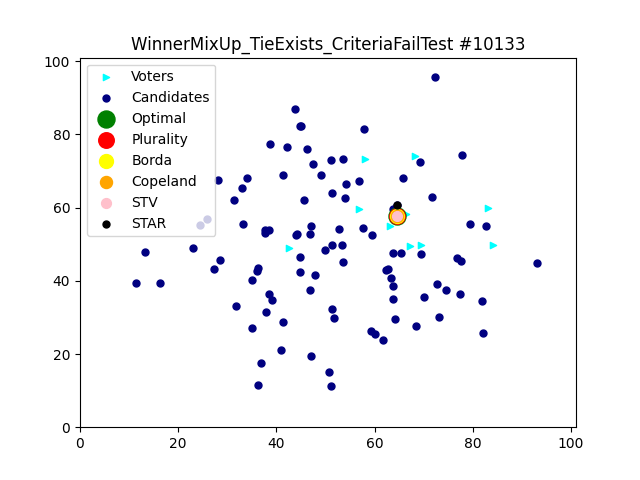 WinnerMixUp_TieExists_CriteriaFailTest #10133
100
80
60
40
20
0
Voters
Candidates
Optimal
Plurality
Borda
Copeland
STV
STAR
0 20 40 60 80 100